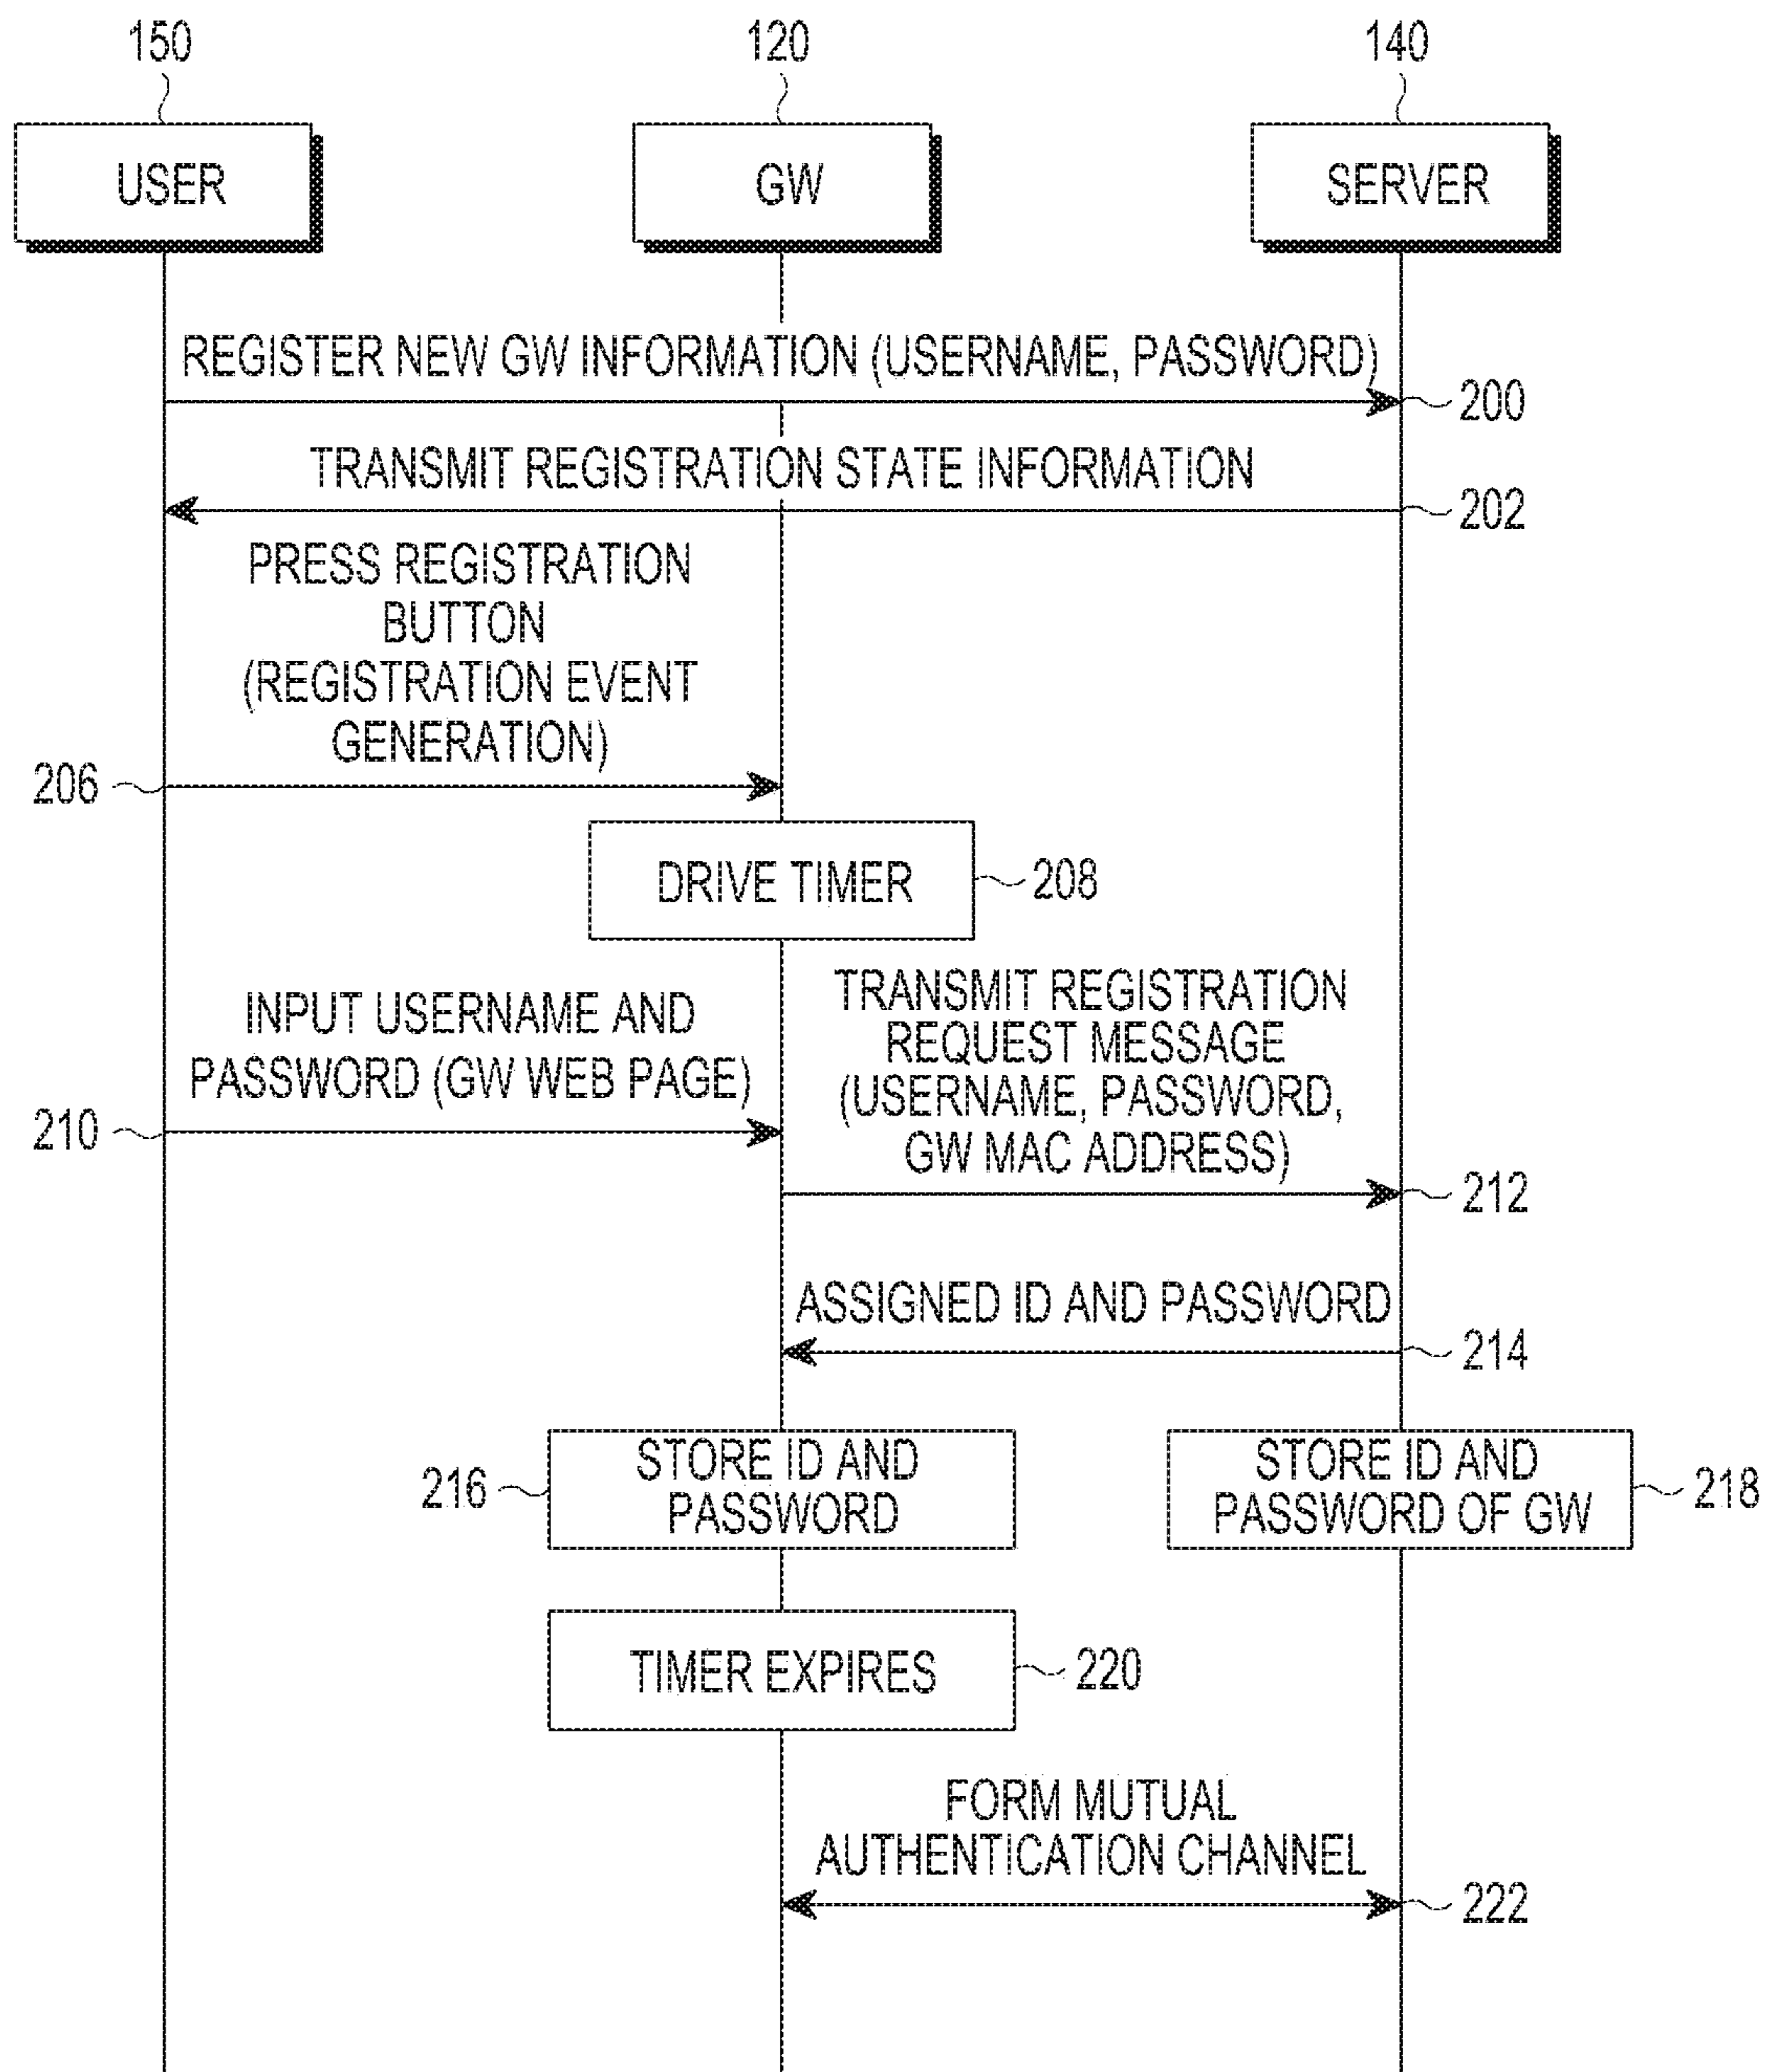 150
120
140
USER
GW
SERVER
REGISTER NEW GW INFORMATION (USERNAME, PASSWORD)
200
TRANSMIT REGISTRATION STATE INFORMATION
202
PRESS REGISTRATION
BUTTON
(REGISTRATION EVENT
GENERATION)
206
DRIVE TIMER
208
INPUT USERNAME AND
PASSWORD (GW WEB PAGE)
210
TRANSMIT REGISTRATION
REQUEST MESSAGE
(USERNAME, PASSWORD,
GW MAC ADDRESS)
212
ASSIGNED ID AND PASSWORD
214
216
STORE ID AND
PASSWORD
STORE ID AND
PASSWORD OF GW
218
TIMER EXPIRES
220
FORM MUTUAL
AUTHENTICATION CHANNEL
222